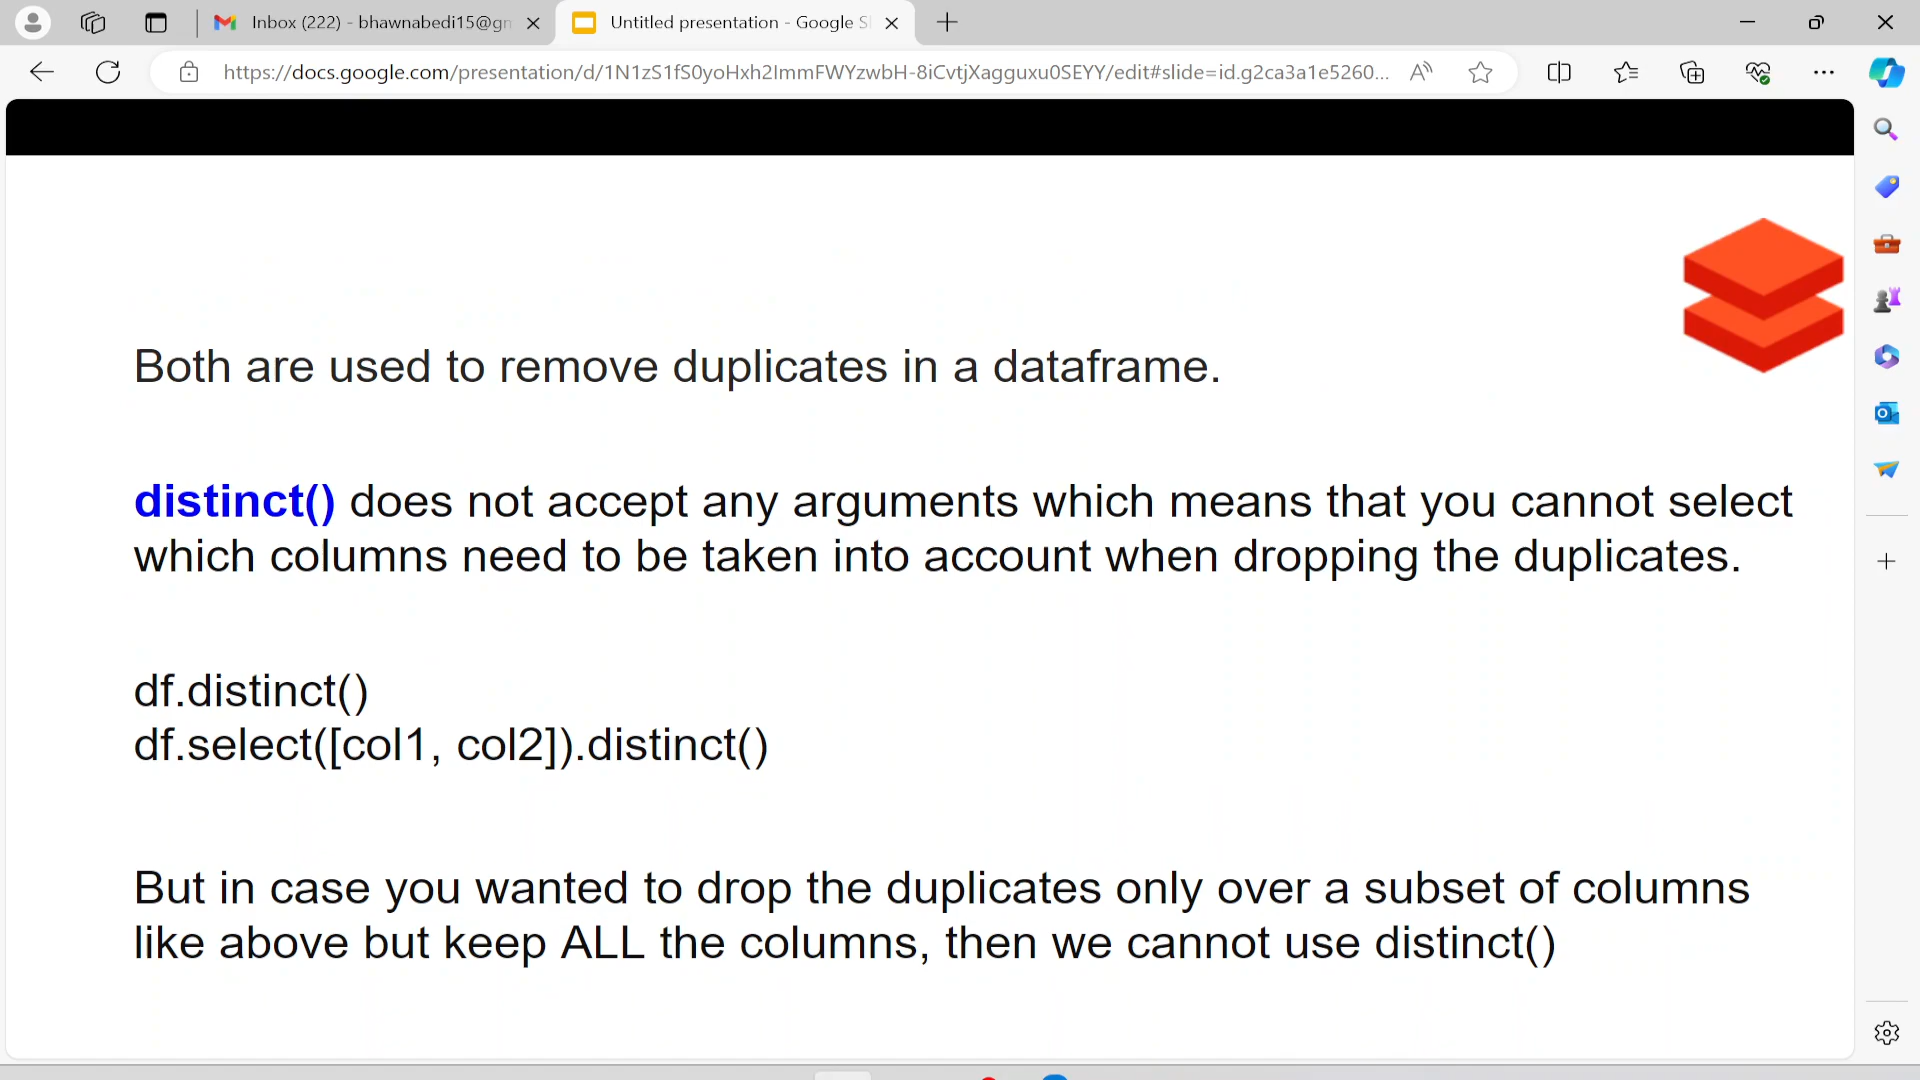 Inbox (222) - bhawnabedi15@gm
Untitled presentation - Google Sl
https://docs.google.com/presentation/d/1N1zS1fS0yoHxh2ImmFWYzwbH-8iCvtjXagguxu0SEYY/edit#slide=id.g2ca3a1e5260...
Both are used to remove duplicates in a dataframe.
distinct() does not accept any arguments which means that you cannot select
which columns need to be taken into account when dropping the duplicates.
df.distinct()
df.select([col1, col2]).distinct()
But in case you wanted to drop the duplicates only over a subset of columns
like above but keep ALL the columns, then we cannot use distinct()